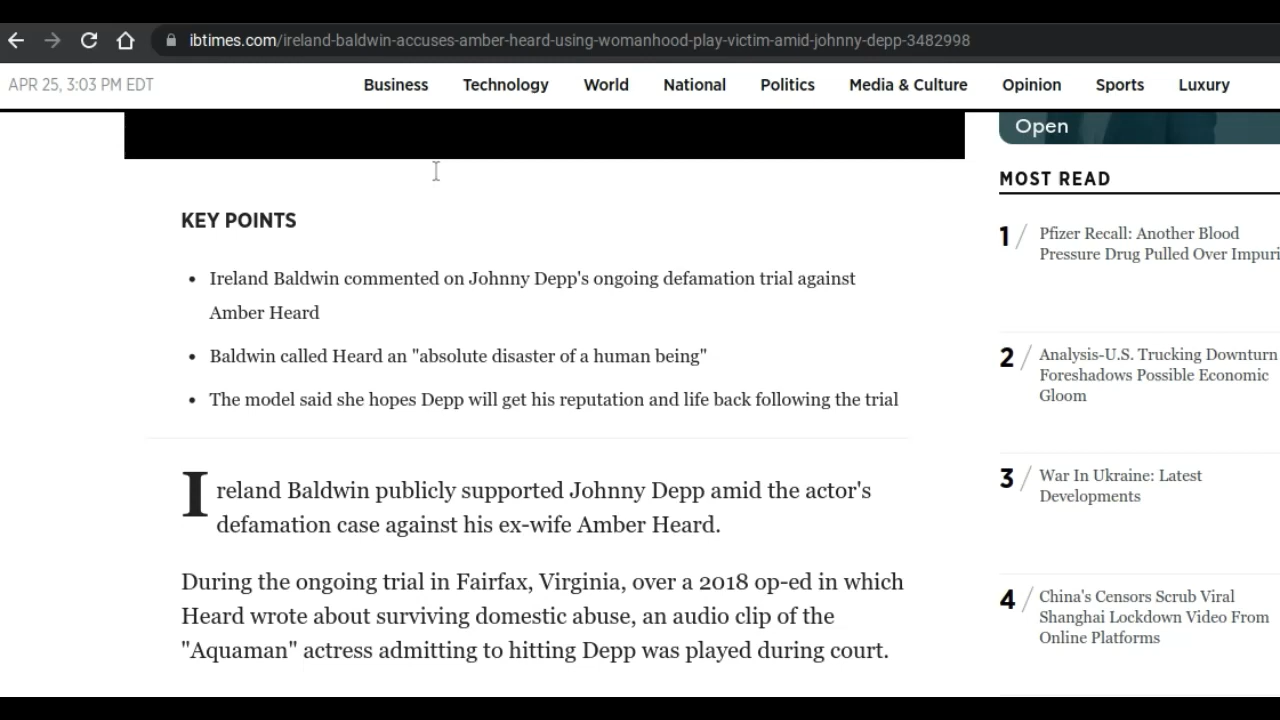 ibtimes.com/ireland-baldwin-accuses-amber-heard-using-womanhood-play-victim-amid-johnny-depp-3482998
APR 25, 3:03 PM EDT
Business Technology World National Politics Media & Culture Opinion Sports Luxury
Open
MOST READ
KEY POINTS
• Ireland Baldwin commented on Johnny Depp's ongoing defamation trial against
Amber Heard
• Baldwin called Heard an "absolute disaster of a human being"
• The model said she hopes Depp will get his reputation and life back following the trial
Ireland Baldwin publicly supported Johnny Depp amid the actor's
defamation case against his ex-wife Amber Heard.
During the ongoing trial in Fairfax, Virginia, over a 2018 op-ed in which
Heard wrote about surviving domestic abuse, an audio clip of the
"Aquaman" actress admitting to hitting Depp was played during court.
1 / Pfizer Recall: Another Blood
Pressure Drug Pulled Over Impuri
2 / Analysis-U.S. Trucking Downturn
Foreshadows Possible Economic
Gloom
3 / War In Ukraine: Latest
Developments
4 / China's Censors Scrub Viral
Shanghai Lockdown Video From
Online Platforms